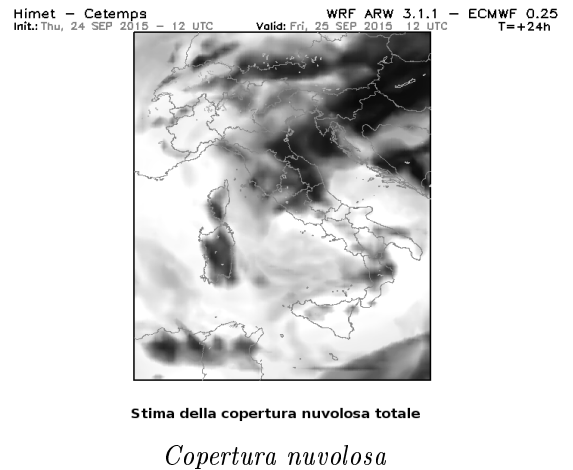 Himet – Cetemps WRF ARW 3.1.1 – ECMWF 0.25
Init.: Thu, 24 SEP 2015 – 12 UTC Valid: Fri, 25 SEP 2015 12 UTC T=+24h
Stima della copertura nuvolosa totale
Copertura nuvolosa